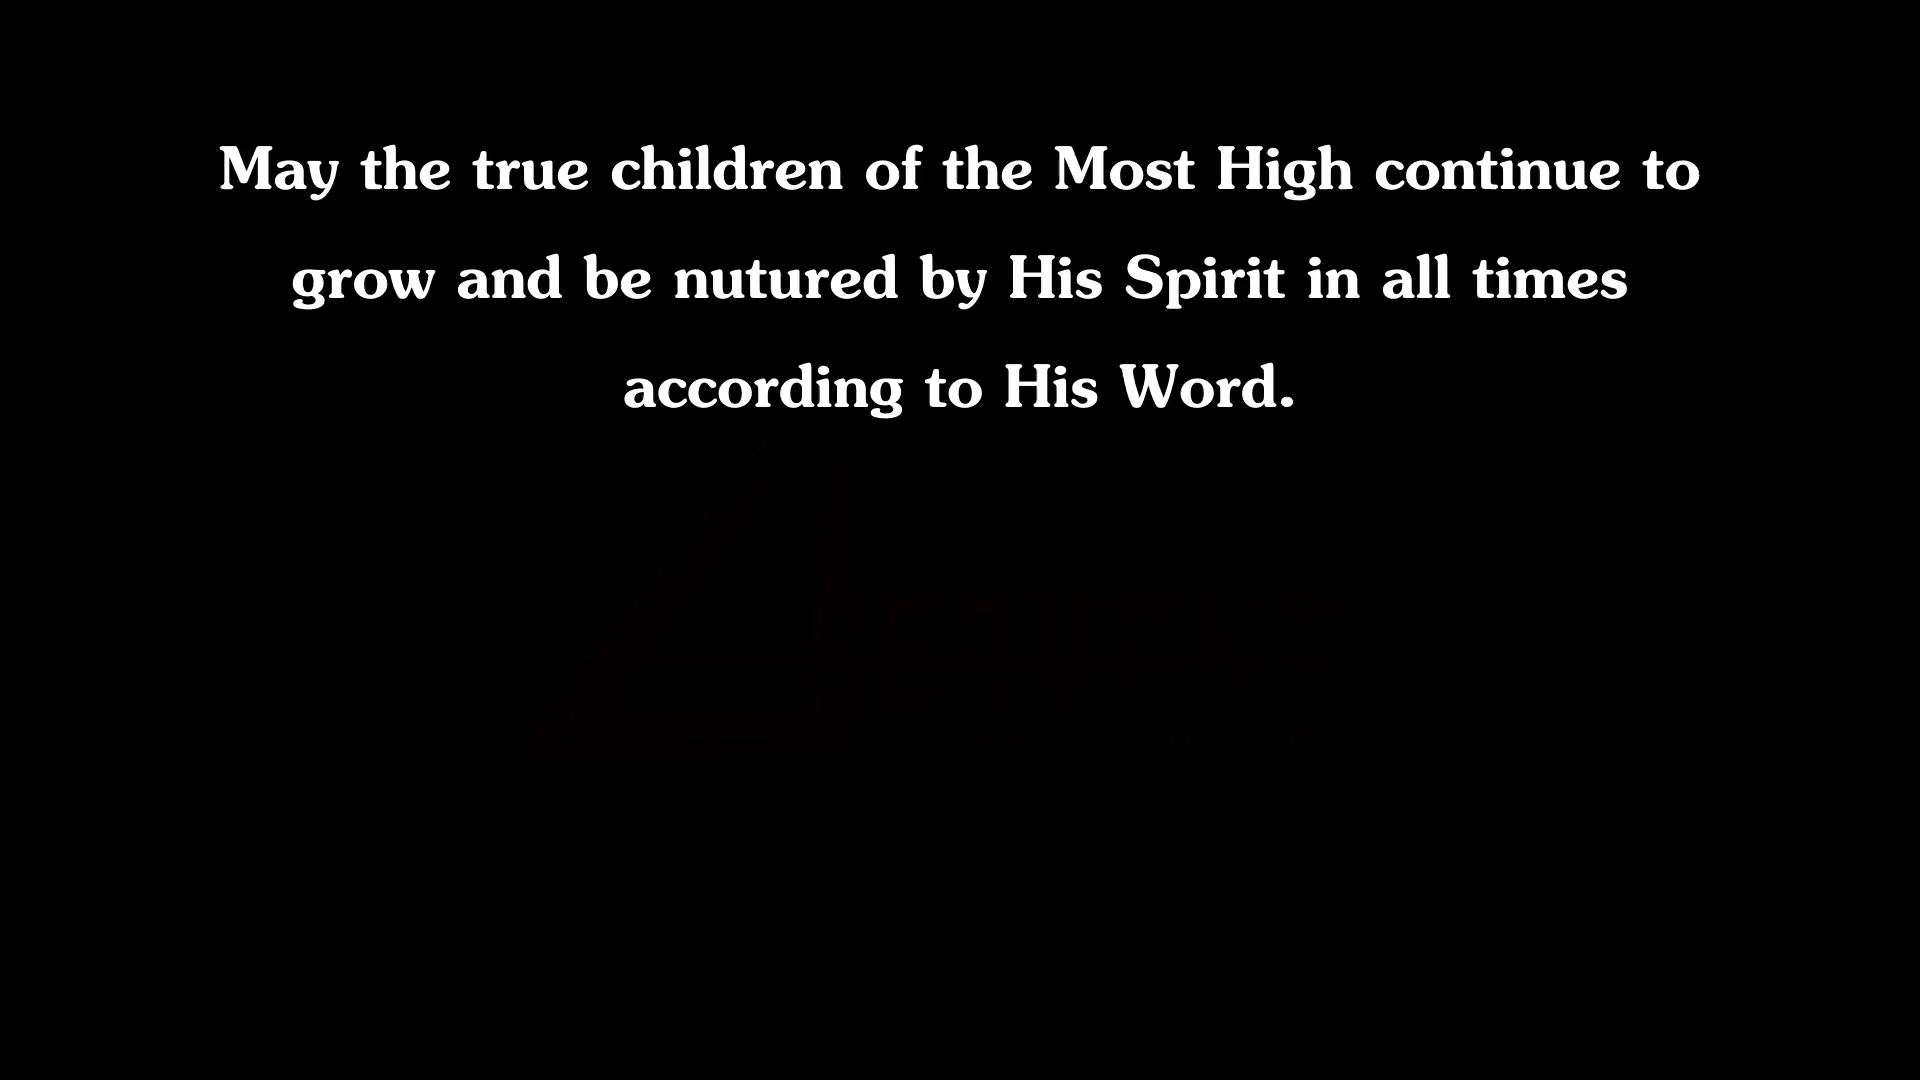 May the true children of the Most High continue to
grow and be nutured by His Spirit in all times
according to His Word.